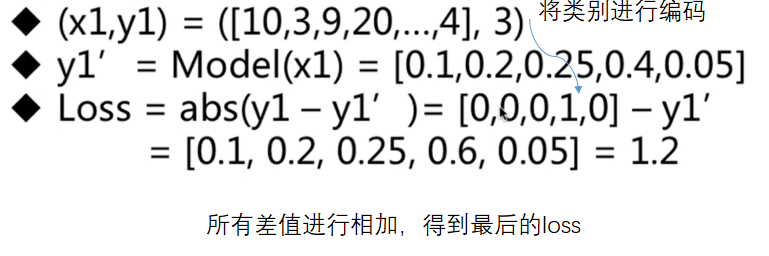 ◆ (x1,y1) = ([10,3,9,20,...,4], 3)
将类别进行编码
◆ y1′ = Model(x1) = [0.1,0.2,0.25,0.4,0.05]
◆ Loss = abs(y1 – y1′ )= [0,0,0,1,0] – y1′
= [0.1, 0.2, 0.25, 0.6, 0.05] = 1.2
所有差值进行相加，得到最后的loss